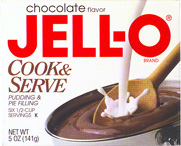 chocolate flavor
JELL-O®
BRAND
COOK&
SERVE
PUDDING &
PIE FILLING
SIX 1/2-CUP
SERVINGS K
NET WT
5 OZ (141g)